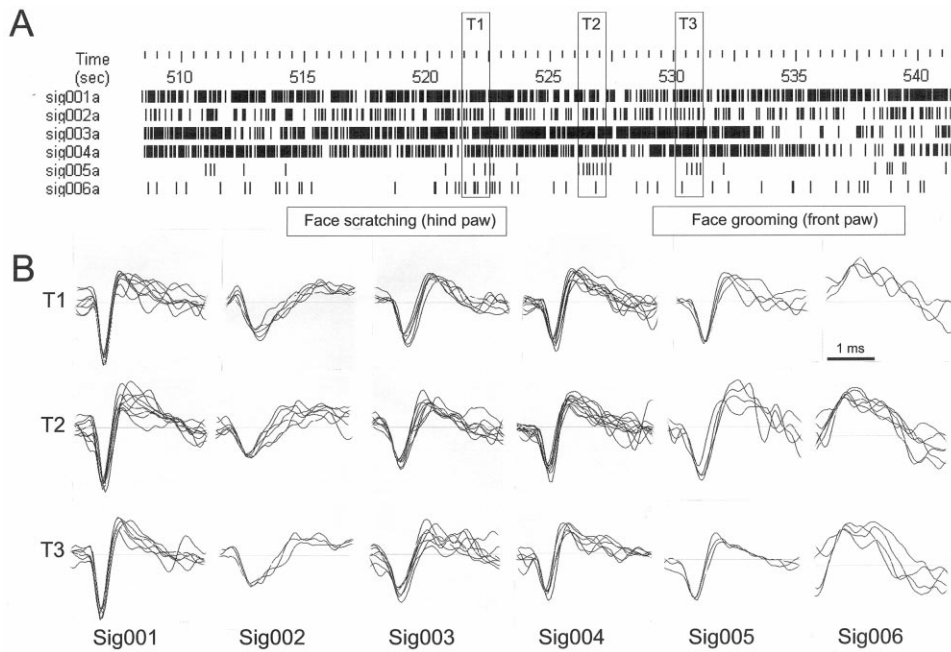 A
T1 T2 T3
Time
(sec)
510 515 520 525 530 535 540
sig001a
sig002a
sig003a
sig004a
sig005a
sig006a
Face scratching (hind paw) Face grooming (front paw)
B
T1
1 ms
T2
T3
Sig001 Sig002 Sig003 Sig004 Sig005 Sig006